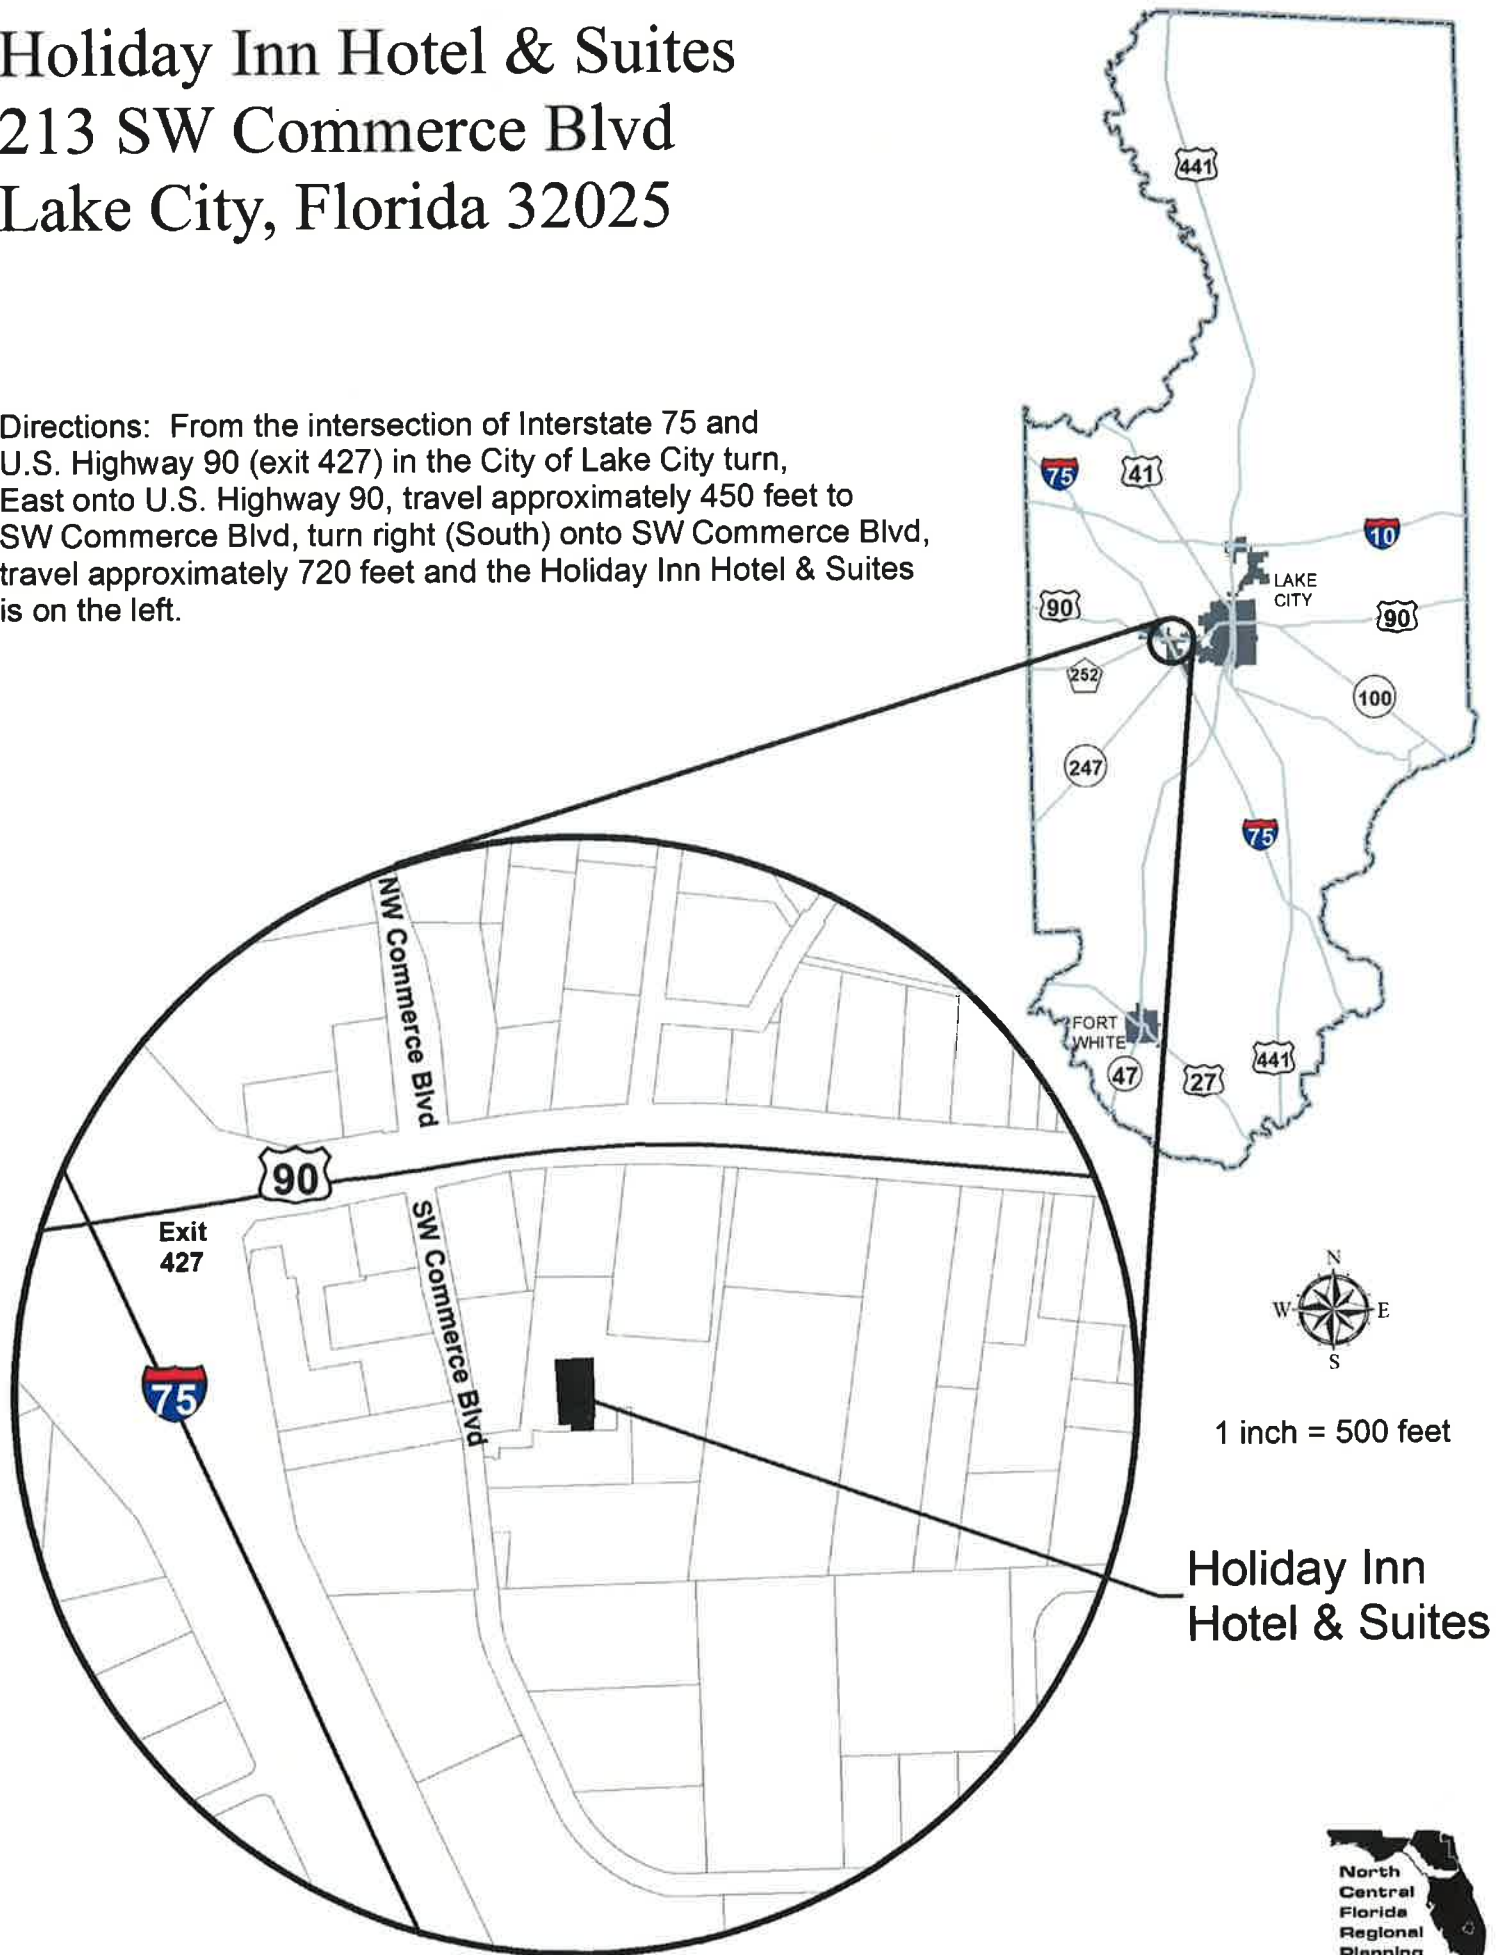 Holiday Inn Hotel & Suites
213 SW Commerce Blvd
Lake City, Florida 32025
Directions: From the intersection of Interstate 75 and
U.S. Highway 90 (exit 427) in the City of Lake City turn,
East onto U.S. Highway 90, travel approximately 450 feet to
SW Commerce Blvd, turn right (South) onto SW Commerce Blvd,
travel approximately 720 feet and the Holiday Inn Hotel & Suites
is on the left.
441
75
41
10
LAKE
CITY
90
90
252
100
247
75
FORT
WHITE
47
27
441
NW Commerce Blvd
90
Exit
427
SW Commerce Blvd
75
N
W
E
S
1 inch = 500 feet
Holiday Inn
Hotel & Suites
North
Central
Florida
Regional
Planning